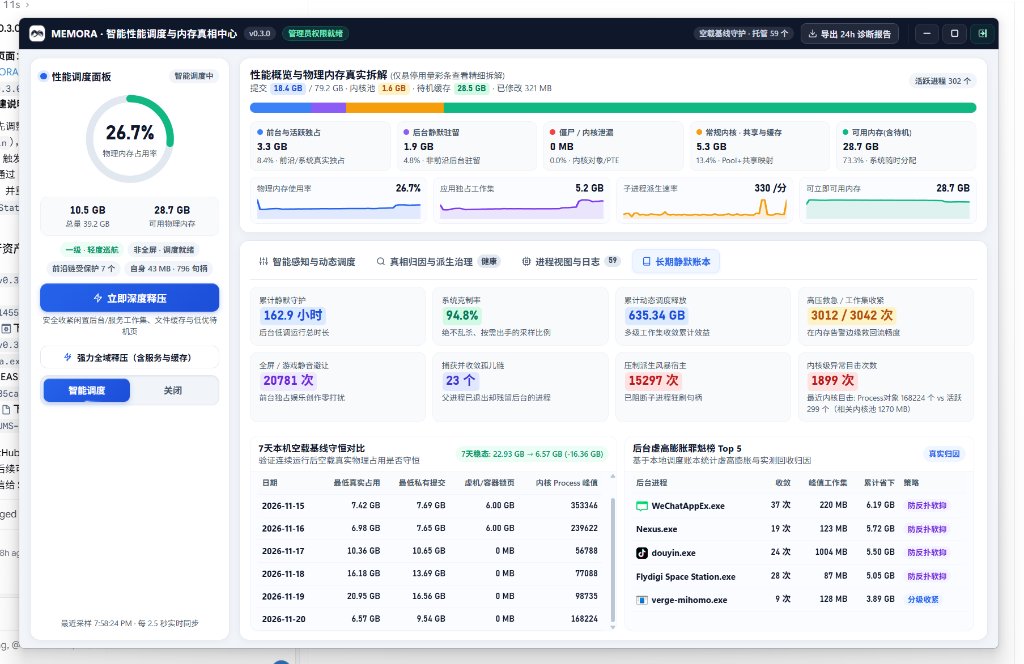 11s
MEMORA · 智能性能调度与内存真相中心 v0.3.0 管理员权限就绪 空载基线守护 · 托管 59 个 导出 24h 诊断报告
性能调度面板 智能调度中
26.7%
物理内存占用率
10.5 GB 28.7 GB
总量 39.2 GB 可用物理内存
一级 · 轻度巡航 非全屏 · 调度就绪
前沿链受保护 7 个 自身 43 MB · 796 句柄
立即深度释压
安全收紧闲置后台/服务工作集、文件缓存与低优待
机页
强力全域释压（含服务与缓存）
智能调度 关闭
最近采样 7:58:24 PM · 每 2.5 秒实时同步
性能概览与物理内存真实拆解 (仅悬停用量彩条查看精细拆解) 活跃进程 302 个
提交 18.4 GB / 79.2 GB · 内核池 1.6 GB · 待机缓存 28.5 GB · 已修改 321 MB
前台与活跃独占 后台静默驻留 僵尸 / 内核泄漏 常规内核 · 共享与缓存 可用内存(含待机)
3.3 GB 1.9 GB 0 MB 5.3 GB 28.7 GB
8.4% · 前沿/系统真实独占 4.8% · 非前沿后台驻留 0.0% · 内核对象/PTE 13.4% · Pool+共享映射 73.3% · 系统随时分配
物理内存使用率 26.7% 应用独占工作集 5.2 GB 子进程派生速率 330 /分 可立即可用内存 28.7 GB
智能感知与动态调度 真相归因与派生治理 健康 进程视图与日志 59 长期静默账本
累计静默守护 系统克制率 累计动态调度释放 高压救急 / 工作集收紧
162.9 小时 94.8% 635.34 GB 3012 / 3042 次
后台低调运行总时长 绝不乱杀、按需出手的采样比例 多级工作集收敛累计效益 在内存告警边缘救回流畅度
全屏 / 游戏静音避让 捕获并收敛孤儿链 压制派生风暴宿主 内核级异常目击次数
20781 次 23 个 15297 次 1899 次
前台独占娱乐创作零打扰 父进程已退出却残留后台的进程 已阻断子进程狂刷句柄 最近内核目击: Process对象 168224 个 vs 活跃
299 个（相关内核池 1270 MB）
7天本机空载基线守恒对比 7天稳态: 22.93 GB → 6.57 GB (-16.36 GB)
验证连续运行后空载真实物理占用是否守恒
日期 最低真实占用 最低私有提交 虚机/容器链页 内核 Process 峰值
2026-11-15 7.42 GB 7.69 GB 6.00 GB 353346
2026-11-16 6.98 GB 7.65 GB 6.00 GB 239622
2026-11-17 10.36 GB 10.65 GB 0 MB 56788
2026-11-18 16.18 GB 13.69 GB 0 MB 77088
2026-11-19 20.95 GB 16.56 GB 0 MB 98735
2026-11-20 6.57 GB 9.54 GB 0 MB 168224
后台虚高膨胀罪魁榜 Top 5 真实归因
基于本地调度账本统计虚高膨胀与实测回收归因
后台进程 收敛 峰值工作集 累计省下 策略
WeChatAppEx.exe 37 次 220 MB 6.19 GB 防反扑软抑
Nexus.exe 19 次 123 MB 5.72 GB 防反扑软抑
douyin.exe 24 次 1004 MB 5.50 GB 防反扑软抑
Flydigi Space Station.exe 28 次 87 MB 5.05 GB 防反扑软抑
verge-mihomo.exe 9 次 128 MB 3.89 GB 分级收紧